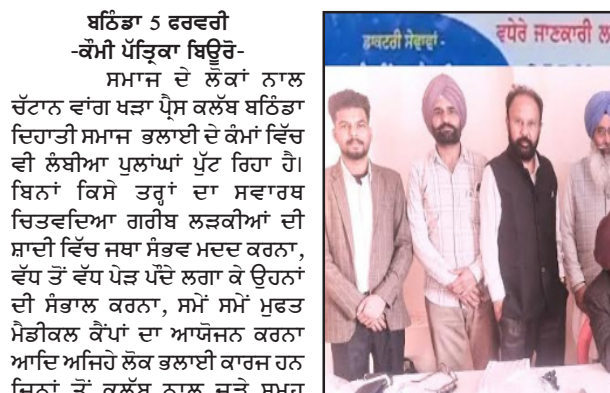 ਬਠਿੰਡਾ 5 ਫਰਵਰੀ
-ਕੌਮੀ ਪੱਤ੍ਰਿਕਾ ਬਿਊਰੋ-
ਸਮਾਜ ਦੇ ਲੋਕਾਂ ਨਾਲ
ਚੱਟਾਨ ਵਾਂਗ ਖੜਾ ਪ੍ਰੈਸ ਕਲੱਬ ਬਠਿੰਡਾ
ਦਿਹਾਤੀ ਸਮਾਜ ਭਲਾਈ ਦੇ ਕੰਮਾਂ ਵਿੱਚ
ਵੀ ਲੰਬੀਆ ਪੁਲਾਂਘਾਂ ਪੁੱਟ ਰਿਹਾ ਹੈ।
ਬਿਨਾਂ ਕਿਸੇ ਤਰ੍ਹਾਂ ਦਾ ਸਵਾਰਥ
ਚਿਤਵਦਿਆ ਗਰੀਬ ਲੜਕੀਆਂ ਦੀ
ਸ਼ਾਦੀ ਵਿੱਚ ਜਥਾ ਸੰਭਵ ਮਦਦ ਕਰਨਾ,
ਵੱਧ ਤੋਂ ਵੱਧ ਪੇੜ ਪੌਦੇ ਲਗਾ ਕੇ ਉਹਨਾਂ
ਦੀ ਸੰਭਾਲ ਕਰਨਾ, ਸਮੇਂ ਸਮੇਂ ਮੁਫਤ
ਮੈਡੀਕਲ ਕੈਂਪਾਂ ਦਾ ਆਯੋਜਨ ਕਰਨਾ
ਆਦਿ ਅਜਿਹੇ ਲੋਕ ਭਲਾਈ ਕਾਰਜ ਹਨ
ਜਿਨਾਂ ਤੋਂ ਕਲੱਬ ਨਾਲ ਜੁੜੇ ਸਮੂਹ
ਡਾਕਟਰੀ ਸੇਵਾਵਾਂ -
ਵਧੇਰੇ ਜਾਣਕਾਰੀ ਲ